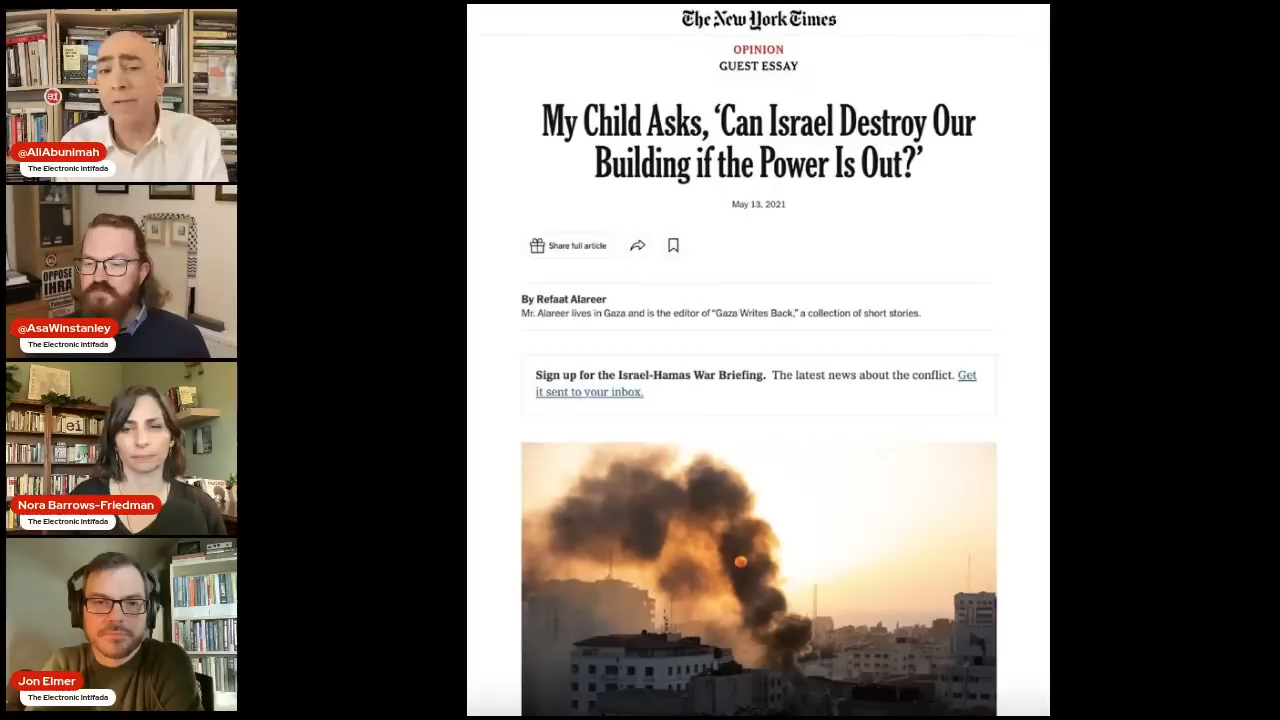 ei
@AliAbunimah
The Electronic Intifada
OPPOSE
IHRA
@AsaWinstanley
The Electronic Intifada
ei
Nora Barrows-Friedman
The Electronic Intifada
Jon Elmer
The Electronic Intifada
The New York Times
OPINION
GUEST ESSAY
My Child Asks, ‘Can Israel Destroy Our
Building if the Power Is Out?’
May 13, 2021
Share full article
By Refaat Alareer
Mr. Alareer lives in Gaza and is the editor of “Gaza Writes Back,” a collection of short stories.
Sign up for the Israel-Hamas War Briefing. The latest news about the conflict. Get
it sent to your inbox.